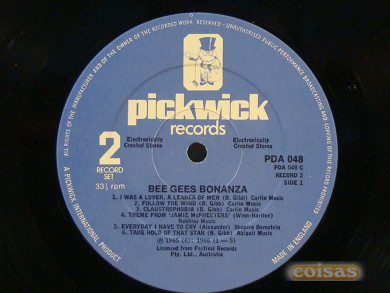 ALL RIGHTS OF THE MANUFACTURER AND OF THE OWNER OF THE RECORDED WORK RESERVED - UNAUTHORISED PUBLIC PERFORMANCE BROADCASTING AND COPYING OF THIS RECORD PROHIBITED
pickwick
records
2
RECORD
SET
33⅓ rpm
Electronically
Created Stereo
Electronically
Created Stereo
PDA 048
PDA 048 C
RECORD 2
SIDE 1
BEE GEES BONANZA
1. I WAS A LOVER, A LEADER OF MEN (B. Gibb) Carlin Music
2. FOLLOW THE WIND (B. Gibb) Carlin Music
3. CLAUSTROPHOBIA (B. Gibb) Carlin Music
4. THEME FROM 'JAMIE McPHEETERS' (Winn-Harline)
Robbins Music
5. EVERYDAY I HAVE TO CRY (Alexander) Shapiro Bernstein
6. TAKE HOLD OF THAT STAR (B. Gibb) Abigail Music
℗ 1965 (6): 1966 (1-5)
Licensed from Festival Records
Pty. Ltd., Australia
A PICKWICK INTERNATIONAL PRODUCT
MADE IN ENGLAND
coisas